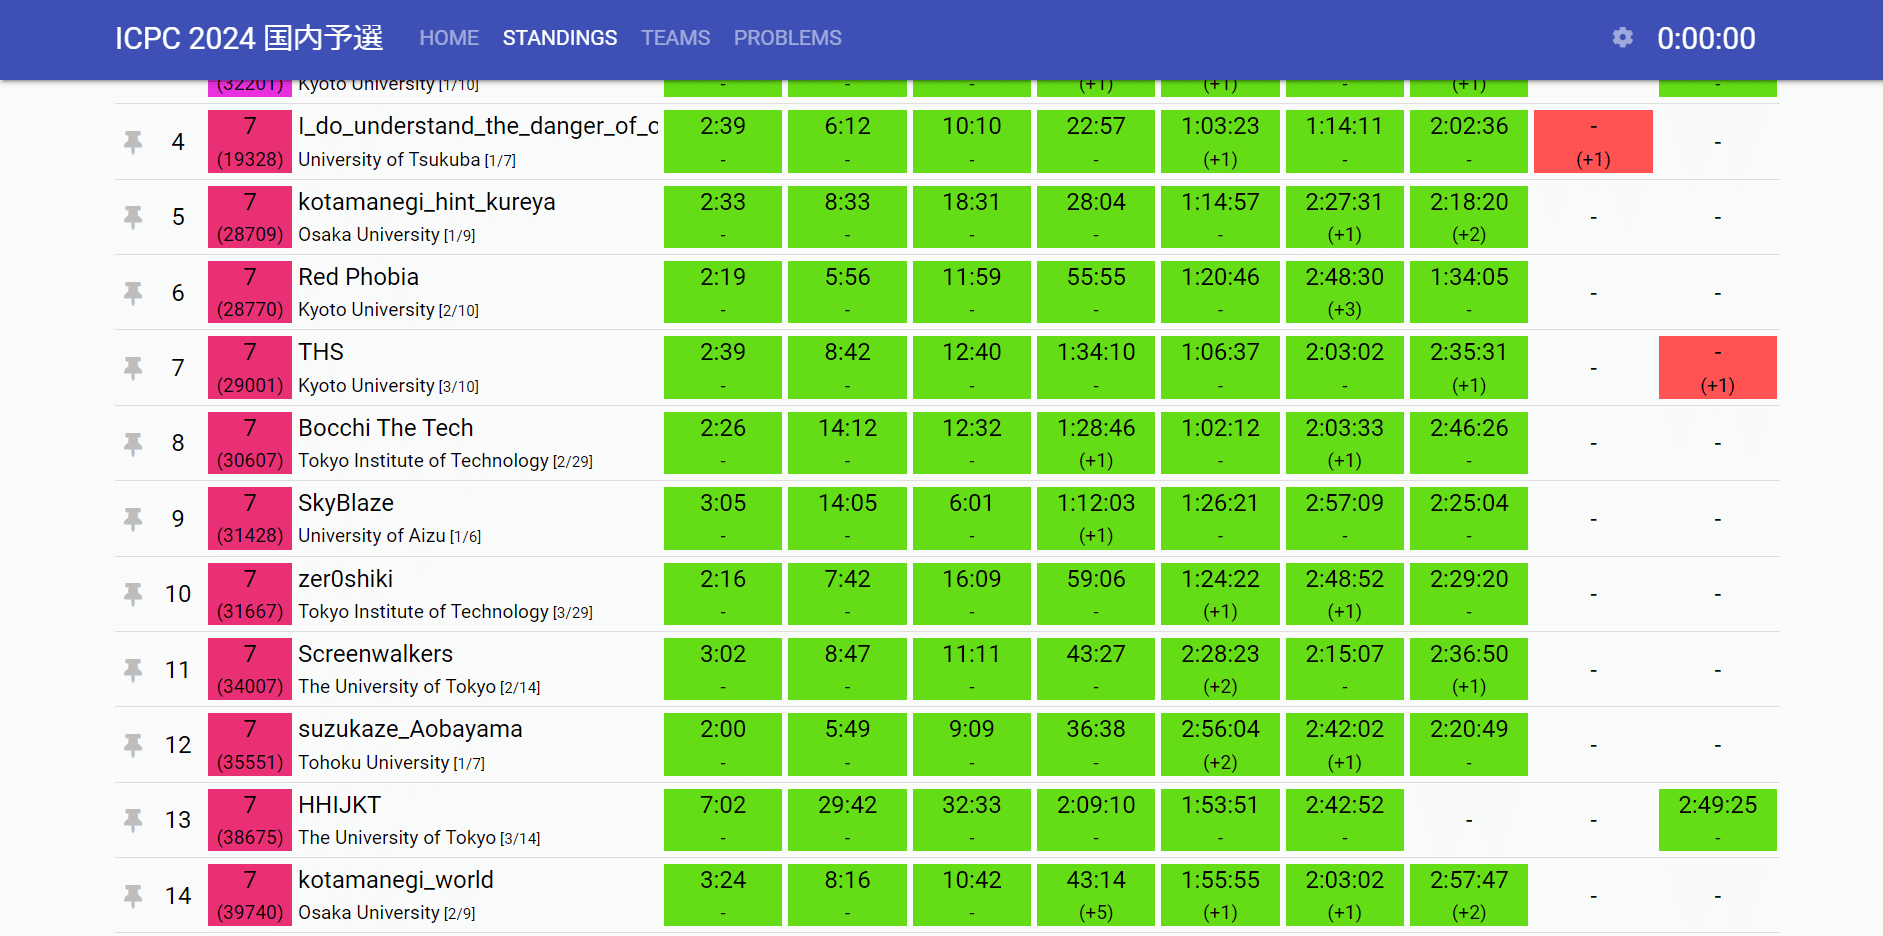 ICPC 2024 国内予選 HOME STANDINGS TEAMS PROBLEMS 0:00:00
(32201) Kyoto University [1/10] - - - (+1) (+1) - (+1) -
4 7 I_do_understand_the_danger_of_c 2:39 6:12 10:10 22:57 1:03:23 1:14:11 2:02:36 - -
(19328) University of Tsukuba [1/7] - - - - (+1) - - (+1)
5 7 kotamanegi_hint_kureya 2:33 8:33 18:31 28:04 1:14:57 2:27:31 2:18:20 - -
(28709) Osaka University [1/9] - - - - - (+1) (+2)
6 7 Red Phobia 2:19 5:56 11:59 55:55 1:20:46 2:48:30 1:34:05 - -
(28770) Kyoto University [2/10] - - - - - (+3) -
7 7 THS 2:39 8:42 12:40 1:34:10 1:06:37 2:03:02 2:35:31 - -
(29001) Kyoto University [3/10] - - - - - - (+1) (+1)
8 7 Bocchi The Tech 2:26 14:12 12:32 1:28:46 1:02:12 2:03:33 2:46:26 - -
(30607) Tokyo Institute of Technology [2/29] - - - (+1) - (+1) -
9 7 SkyBlaze 3:05 14:05 6:01 1:12:03 1:26:21 2:57:09 2:25:04 - -
(31428) University of Aizu [1/6] - - - (+1) - - -
10 7 zer0shiki 2:16 7:42 16:09 59:06 1:24:22 2:48:52 2:29:20 - -
(31667) Tokyo Institute of Technology [3/29] - - - - (+1) (+1) -
11 7 Screenwalkers 3:02 8:47 11:11 43:27 2:28:23 2:15:07 2:36:50 - -
(34007) The University of Tokyo [2/14] - - - - (+2) - (+1)
12 7 suzukaze_Aobayama 2:00 5:49 9:09 36:38 2:56:04 2:42:02 2:20:49 - -
(35551) Tohoku University [1/7] - - - - (+2) (+1) -
13 7 HHIJKT 7:02 29:42 32:33 2:09:10 1:53:51 2:42:52 - - 2:49:25
(38675) The University of Tokyo [3/14] - - - - - - -
14 7 kotamanegi_world 3:24 8:16 10:42 43:14 1:55:55 2:03:02 2:57:47 - -
(39740) Osaka University [2/9] - - - (+5) (+1) (+1) (+2)